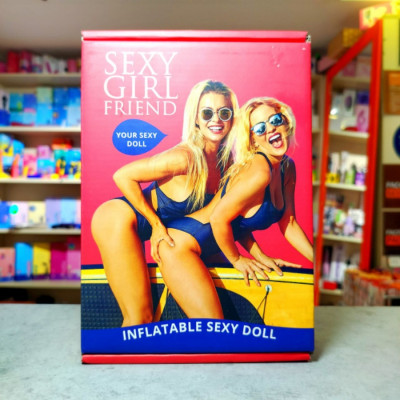 SEXY
GIRL
FRIEND
YOUR SEXY
DOLL
INFLATABLE SEXY DOLL